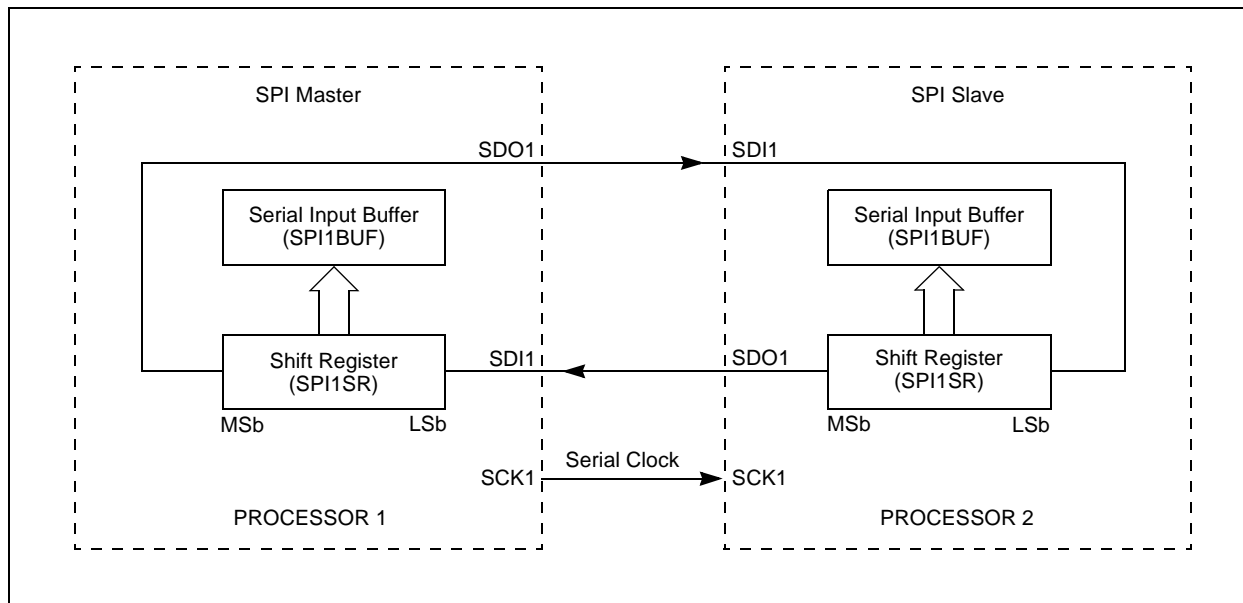 SPI Master
SPI Slave
SDO1
SDI1
Serial Input Buffer
(SPI1BUF)
Serial Input Buffer
(SPI1BUF)
Shift Register
(SPI1SR)
SDI1
SDO1
Shift Register
(SPI1SR)
MSb
LSb
MSb
LSb
Serial Clock
SCK1
SCK1
PROCESSOR 1
PROCESSOR 2